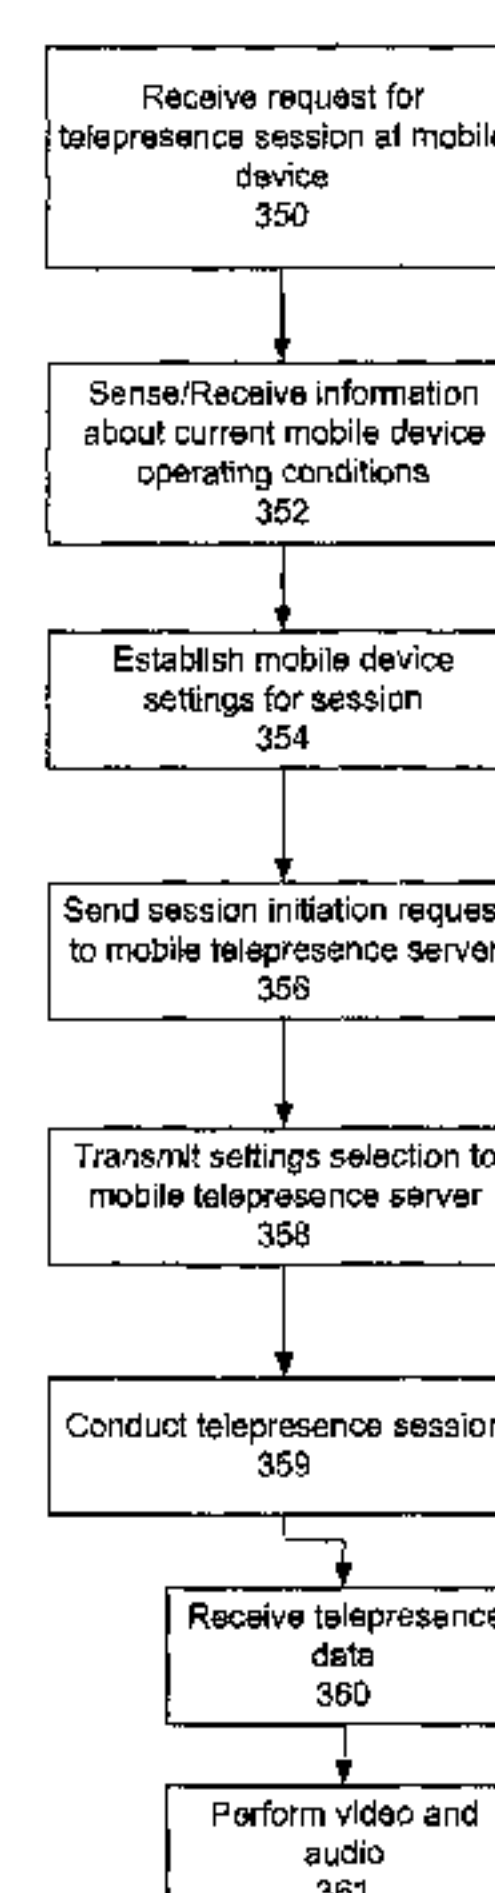 Receive request for
telepresence session at mobile
device
350
Sense/Receive information
about current mobile device
operating conditions
352
Establish mobile device
settings for session
354
Send session initiation reques
to mobile telepresence server
356
Transmit settings selection to
mobile telepresence server
358
Conduct telepresence session
359
Receive telepresence
data
360
Perform video and
audio
361